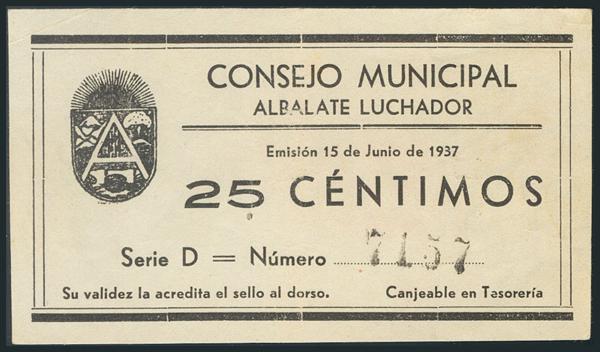 CONSEJO MUNICIPAL
ALBALATE LUCHADOR
Emisión 15 de Junio de 1937
25 CÉNTIMOS
Serie D = Número 7157
Su validez la acredita el sello al dorso. Canjeable en Tesorería
A